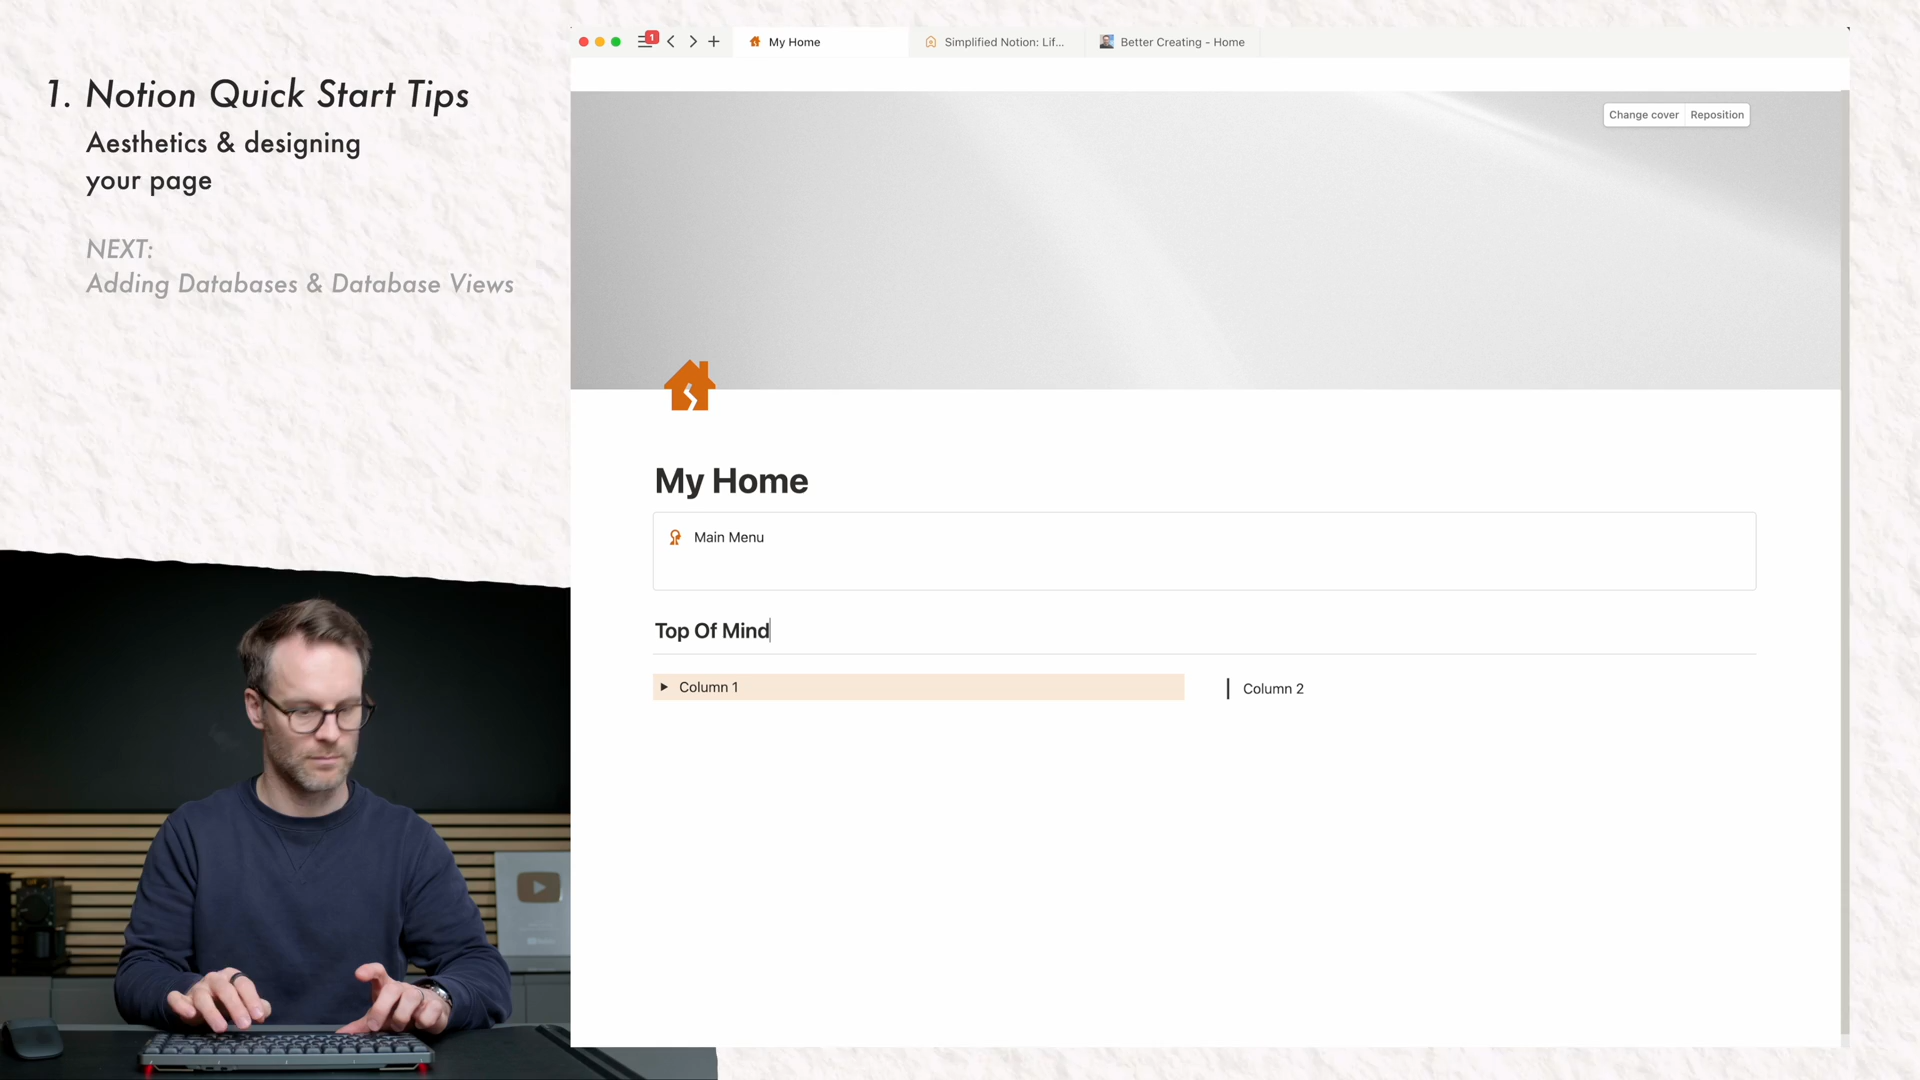 1. Notion Quick Start Tips
Aesthetics & designing
your page
NEXT:
Adding Databases & Database Views
1
My Home
Simplified Notion: Lif...
Better Creating - Home
Change cover
Reposition
My Home
Main Menu
Top Of Mind
Column 1
Column 2